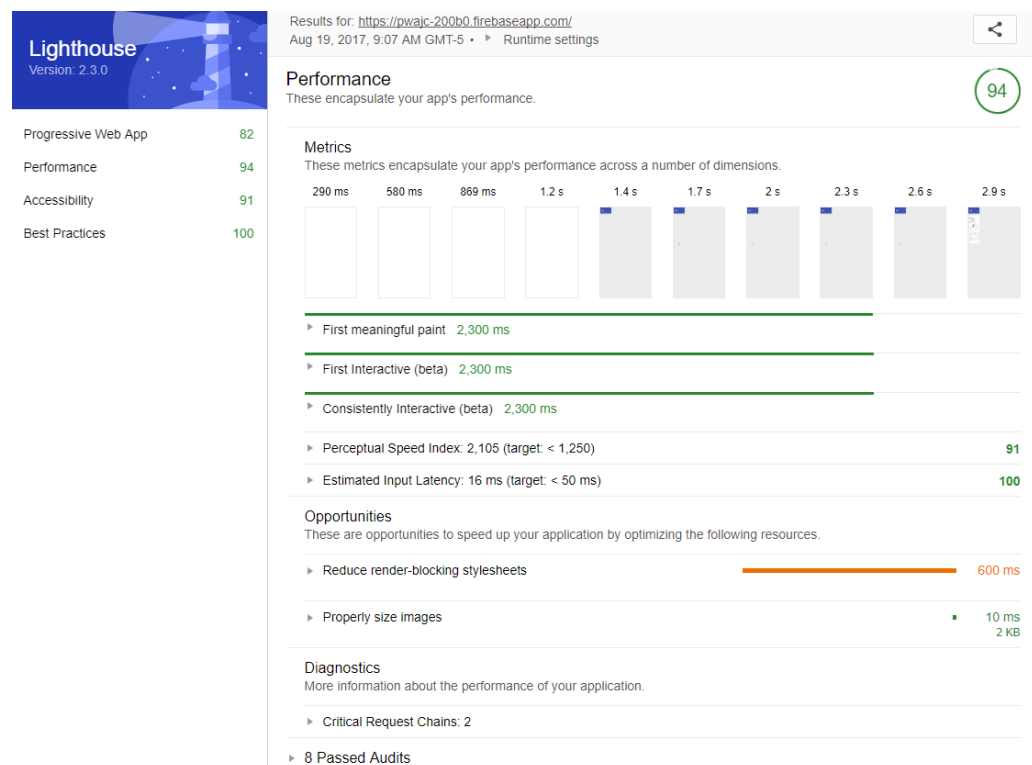 Lighthouse
Version: 2.3.0
Progressive Web App 82
Performance 94
Accessibility 91
Best Practices 100
Results for: https://pwajc-200b0.firebaseapp.com/
Aug 19, 2017, 9:07 AM GMT-5 • Runtime settings
Performance
These encapsulate your app's performance.
94
Metrics
These metrics encapsulate your app's performance across a number of dimensions.
290 ms 580 ms 869 ms 1.2 s 1.4 s 1.7 s 2 s 2.3 s 2.6 s 2.9 s
First meaningful paint 2,300 ms
First Interactive (beta) 2,300 ms
Consistently Interactive (beta) 2,300 ms
Perceptual Speed Index: 2,105 (target: < 1,250) 91
Estimated Input Latency: 16 ms (target: < 50 ms) 100
Opportunities
These are opportunities to speed up your application by optimizing the following resources.
Reduce render-blocking stylesheets 600 ms
Properly size images 10 ms
2 KB
Diagnostics
More information about the performance of your application.
Critical Request Chains: 2
8 Passed Audits